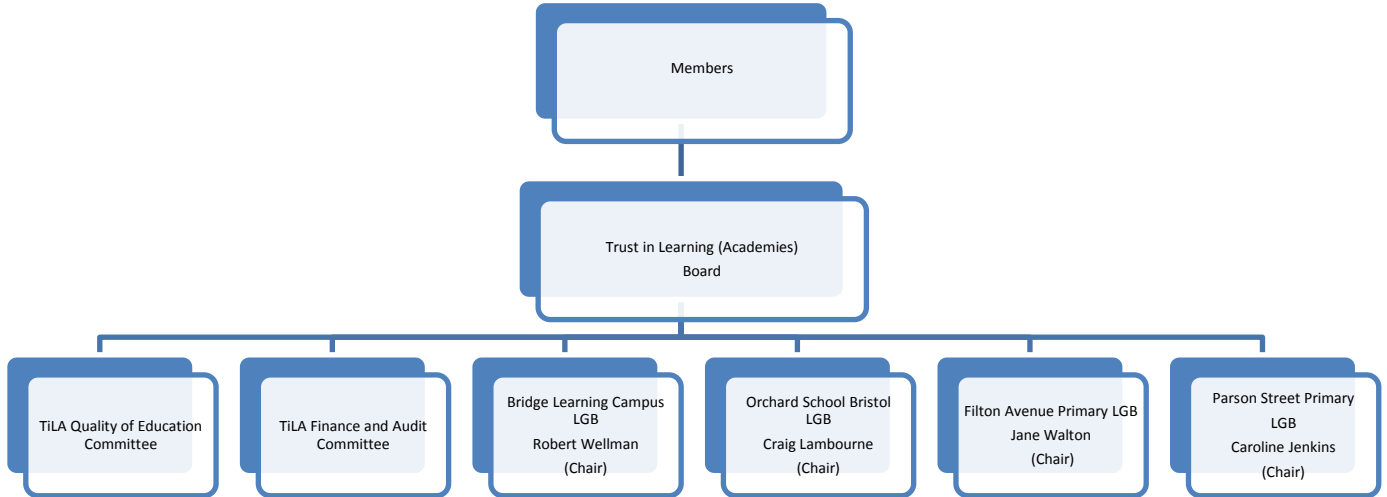 Members
Trust in Learning (Academies)
Board
TiLA Quality of Education
Committee
TiLA Finance and Audit
Committee
Bridge Learning Campus
LGB
Robert Wellman
(Chair)
Orchard School Bristol
LGB
Craig Lambourne
(Chair)
Filton Avenue Primary LGB
Jane Walton
(Chair)
Parson Street Primary
LGB
Caroline Jenkins
(Chair)